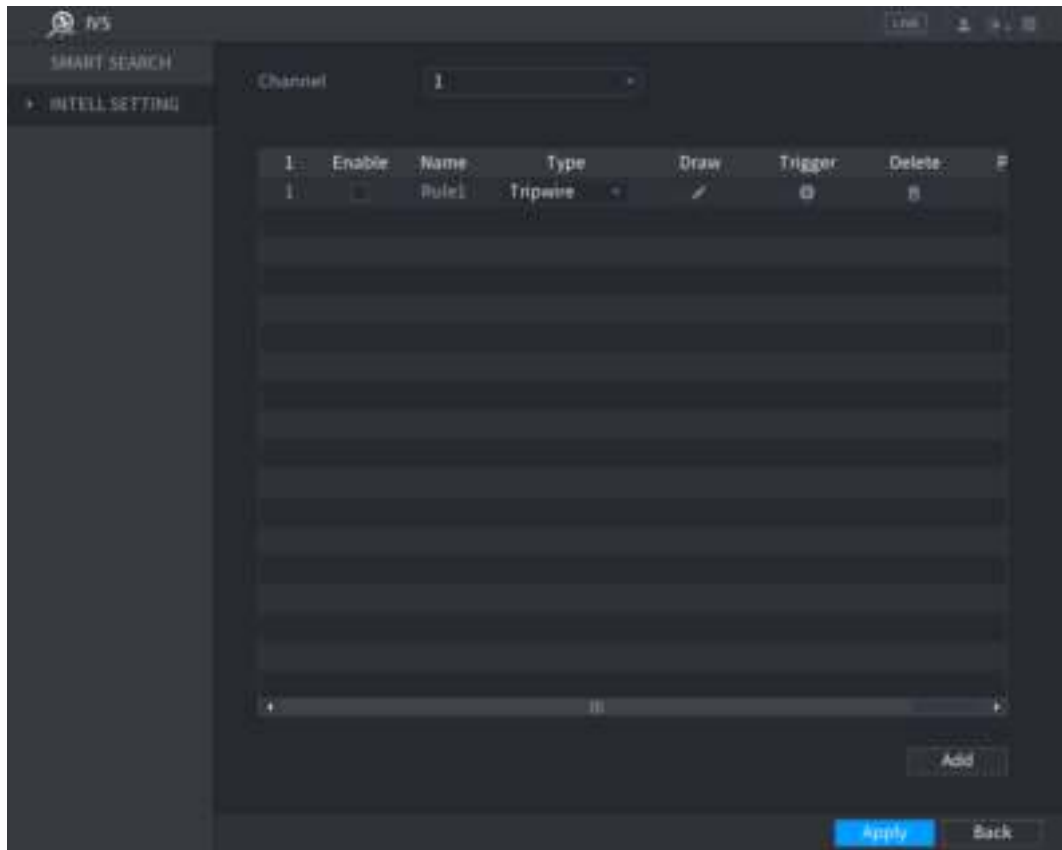 IVS
LIVE
SMART SEARCH
INTELL SETTING
Channel 1
1 Enable Name Type Draw Trigger Delete P
1 Rule1 Tripwire
Add
Apply Back